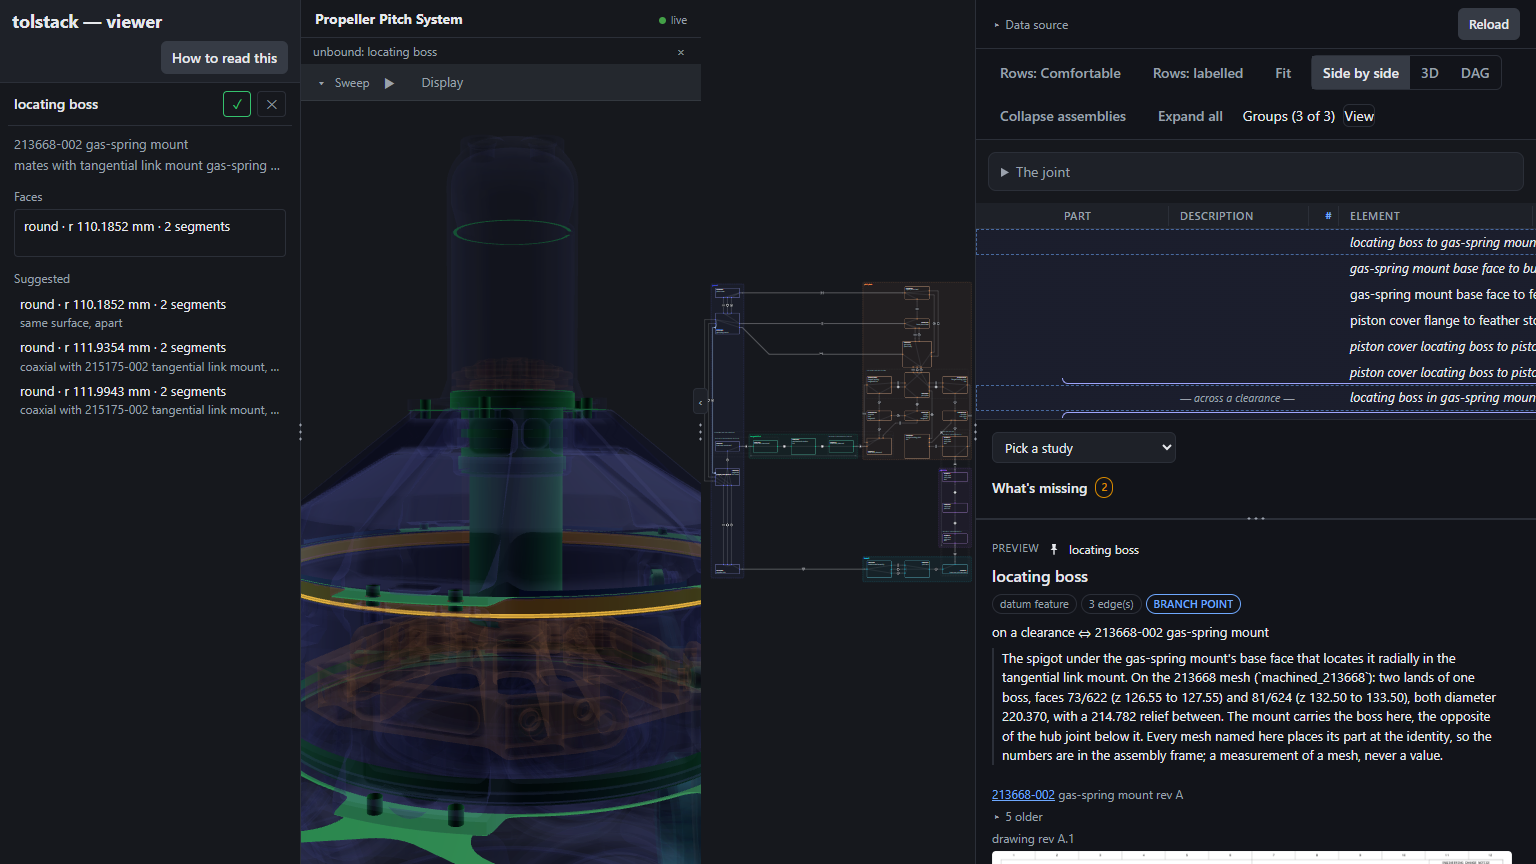 tolstack — viewer
How to read this
locating boss
✓
213668-002 gas-spring mount
mates with tangential link mount gas-spring ...
Faces
round · r 110.1852 mm · 2 segments
Suggested
round · r 110.1852 mm · 2 segments
same surface, apart
round · r 111.9354 mm · 2 segments
coaxial with 215175-002 tangential link mount, ...
round · r 111.9943 mm · 2 segments
coaxial with 215175-002 tangential link mount, ...
Propeller Pitch System
live
unbound: locating boss
×
Sweep
Display
Data source
Reload
Rows: Comfortable
Rows: labelled
Fit
Side by side
3D
DAG
Collapse assemblies
Expand all
Groups (3 of 3)
View
The joint
PART DESCRIPTION # ELEMENT
locating boss to gas-spring moun
gas-spring mount base face to bu
gas-spring mount base face to fe
piston cover flange to feather sto
piston cover locating boss to pisto
piston cover locating boss to pisto
— across a clearance — locating boss in gas-spring moun
Pick a study
What's missing 2
PREVIEW locating boss
locating boss
datum feature 3 edge(s) BRANCH POINT
on a clearance ⇔ 213668-002 gas-spring mount
The spigot under the gas-spring mount's base face that locates it radially in the
tangential link mount. On the 213668 mesh (`machined_213668`): two lands of one
boss, faces 73/622 (z 126.55 to 127.55) and 81/624 (z 132.50 to 133.50), both diameter
220.370, with a 214.782 relief between. The mount carries the boss here, the opposite
of the hub joint below it. Every mesh named here places its part at the identity, so the
numbers are in the assembly frame; a measurement of a mesh, never a value.
213668-002 gas-spring mount rev A
5 older
drawing rev A.1